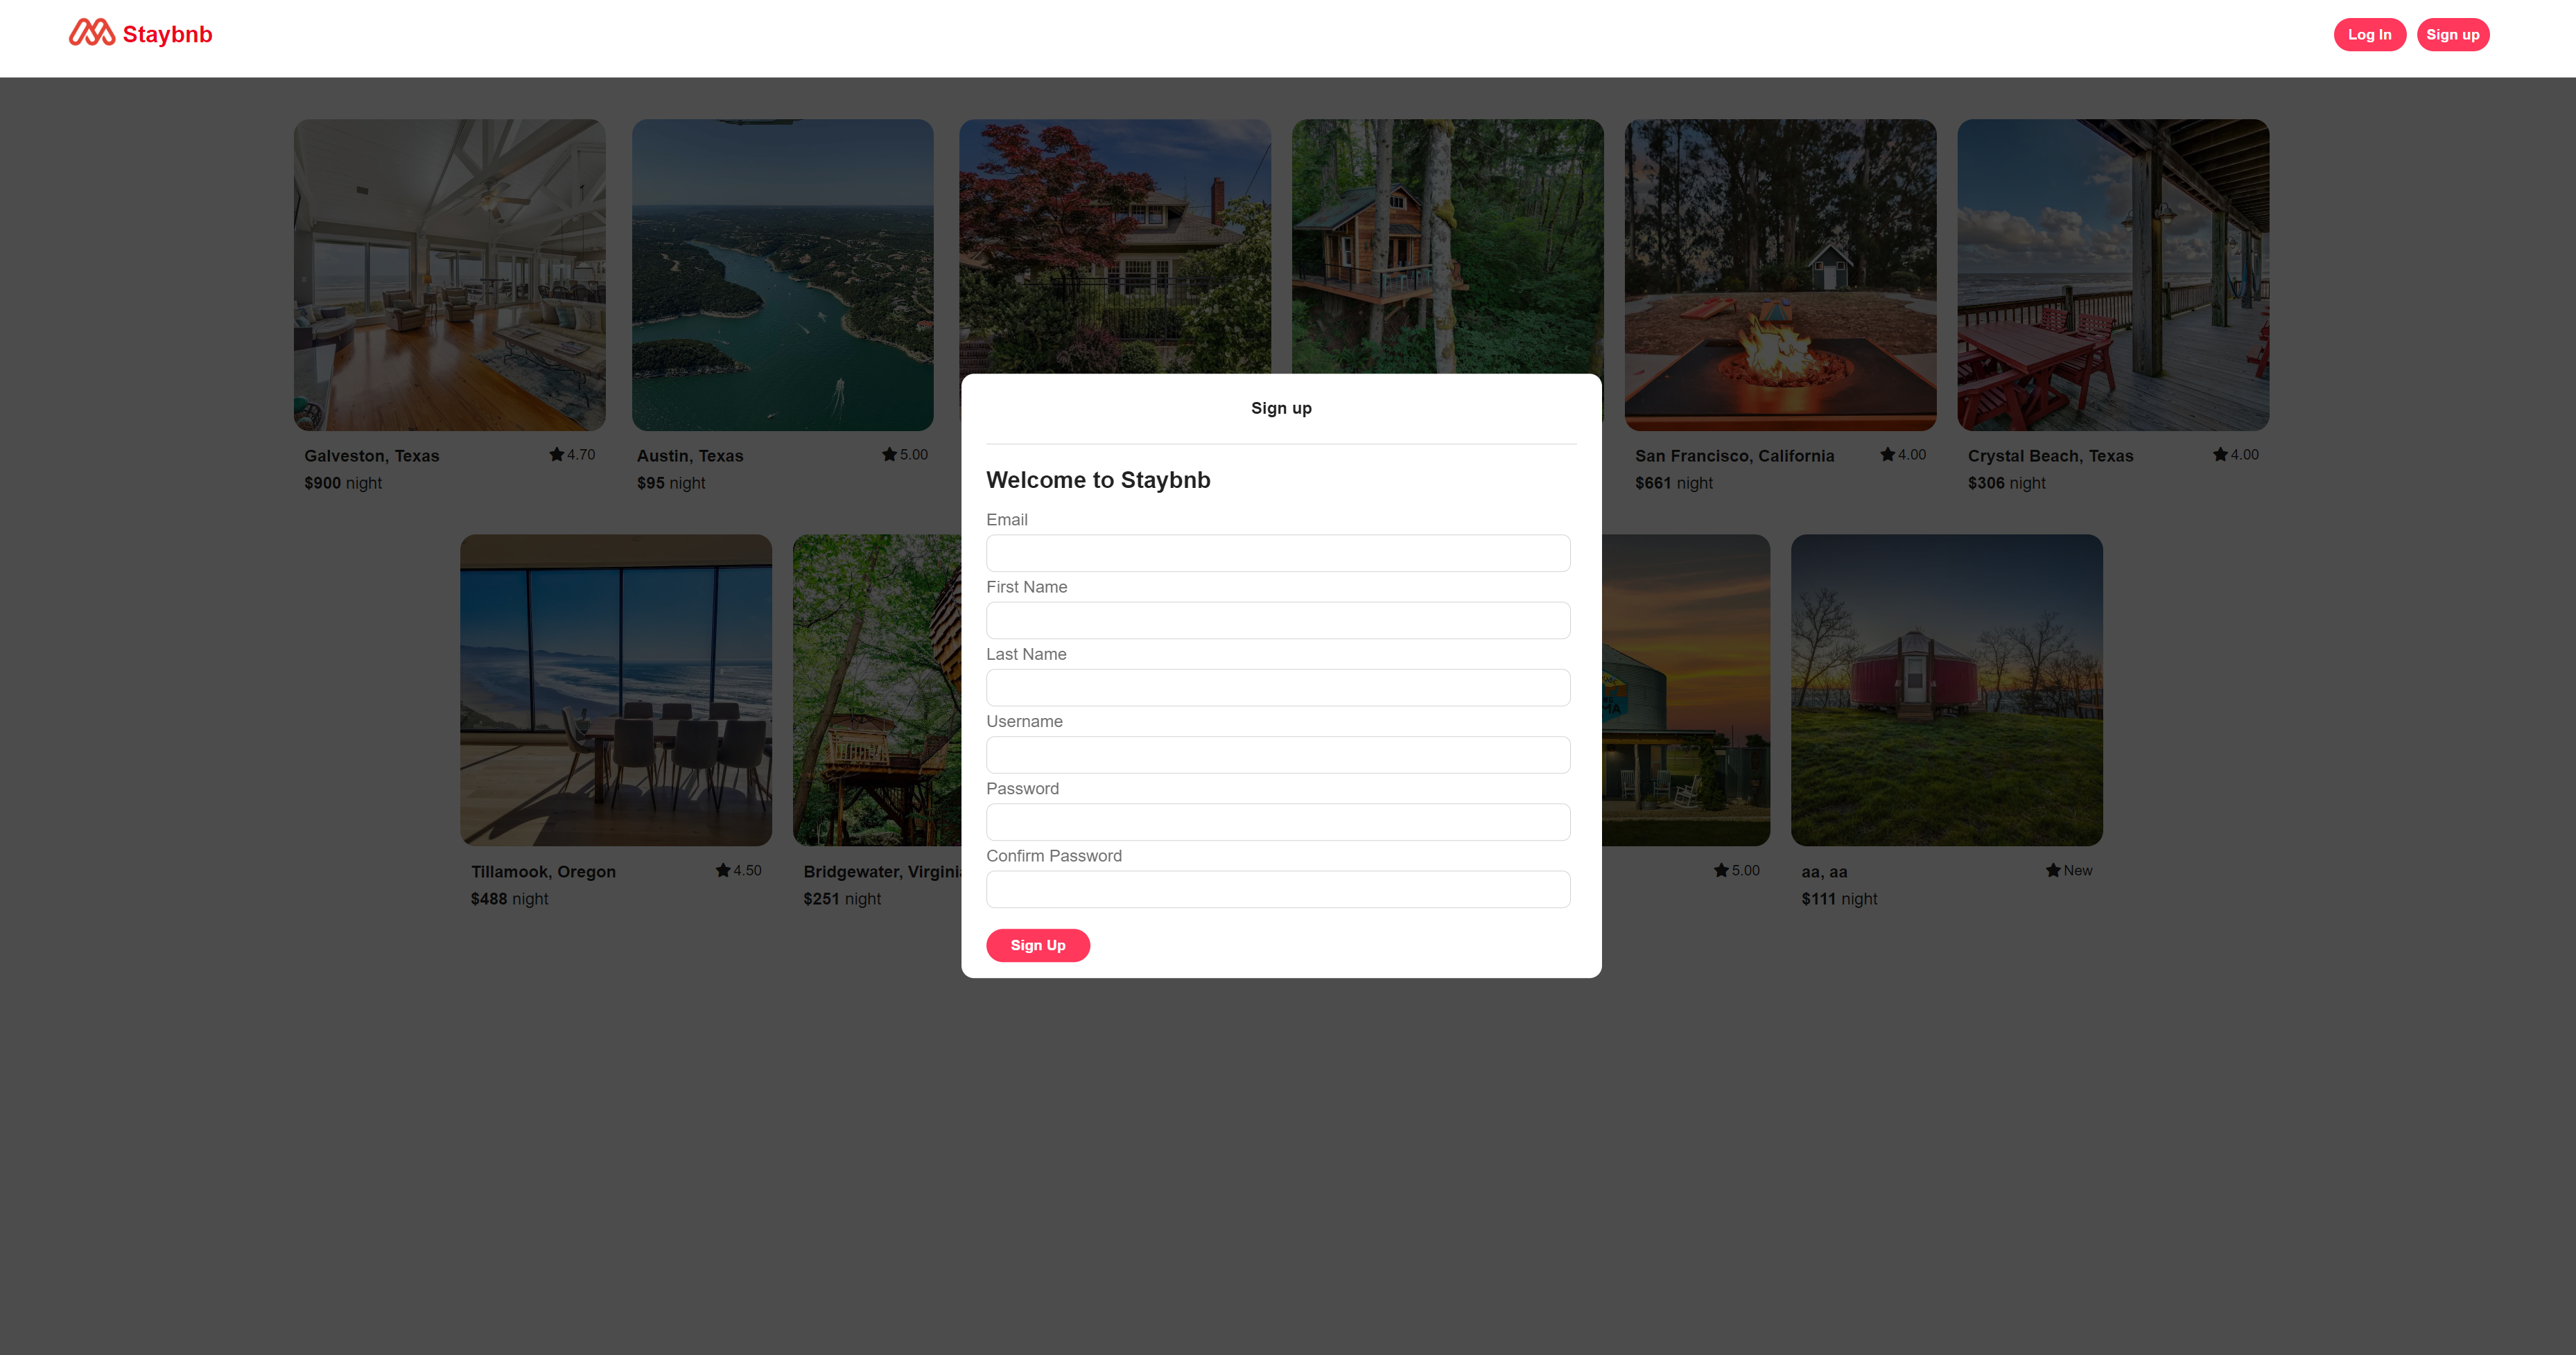 Staybnb
Log In
Sign up
Sign up
Welcome to Staybnb
Email
First Name
Last Name
Username
Password
Confirm Password
Sign Up
Galveston, Texas
4.70
$900 night
Austin, Texas
5.00
$95 night
San Francisco, California
4.00
$661 night
Crystal Beach, Texas
4.00
$306 night
Tillamook, Oregon
4.50
$488 night
Bridgewater, Virginia
$251 night
5.00
aa, aa
New
$111 night